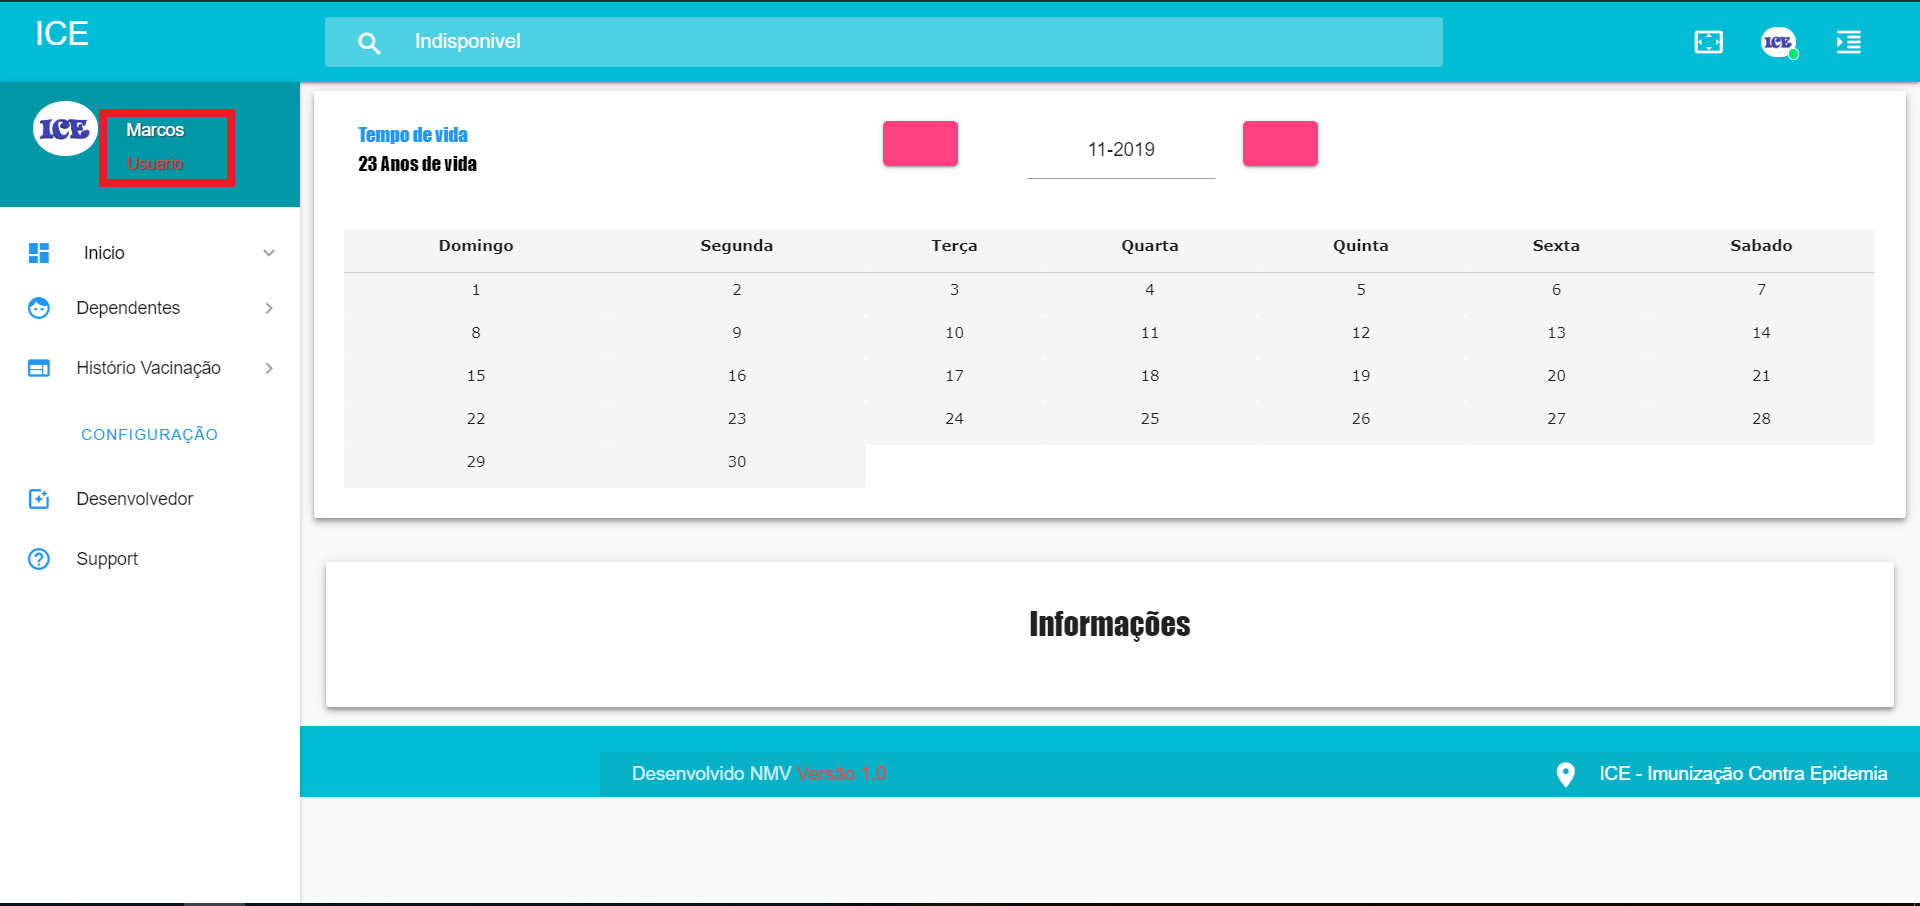 ICE
Indisponivel
ICE
ICE
Marcos
Usuario
Inicio
Dependentes
Histório Vacinação
CONFIGURAÇÃO
Desenvolvedor
Support
Tempo de vida
23 Anos de vida
11-2019
Domingo Segunda Terça Quarta Quinta Sexta Sabado
1 2 3 4 5 6 7
8 9 10 11 12 13 14
15 16 17 18 19 20 21
22 23 24 25 26 27 28
29 30
Informações
Desenvolvido NMV Versão 1.0
ICE - Imunização Contra Epidemia